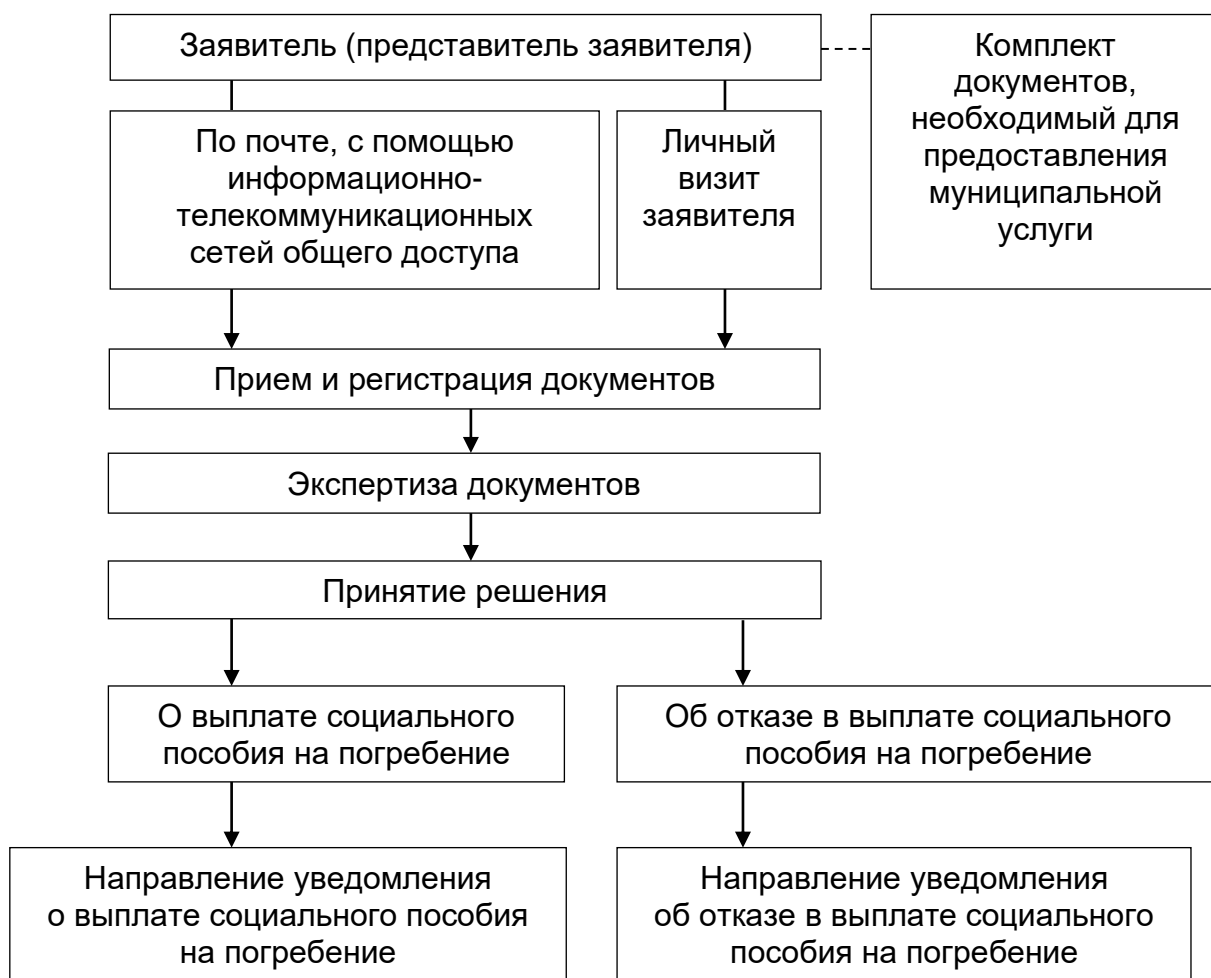 Заявитель (представитель заявителя)
Комплект
документов,
необходимый для
предоставления
муниципальной
услуги
По почте, с помощью
информационно-
телекоммуникационных
сетей общего доступа
Личный
визит
заявителя
Прием и регистрация документов
Экспертиза документов
Принятие решения
О выплате социального
пособия на погребение
Об отказе в выплате социального
пособия на погребение
Направление уведомления
о выплате социального пособия
на погребение
Направление уведомления
об отказе в выплате социального
пособия на погребение